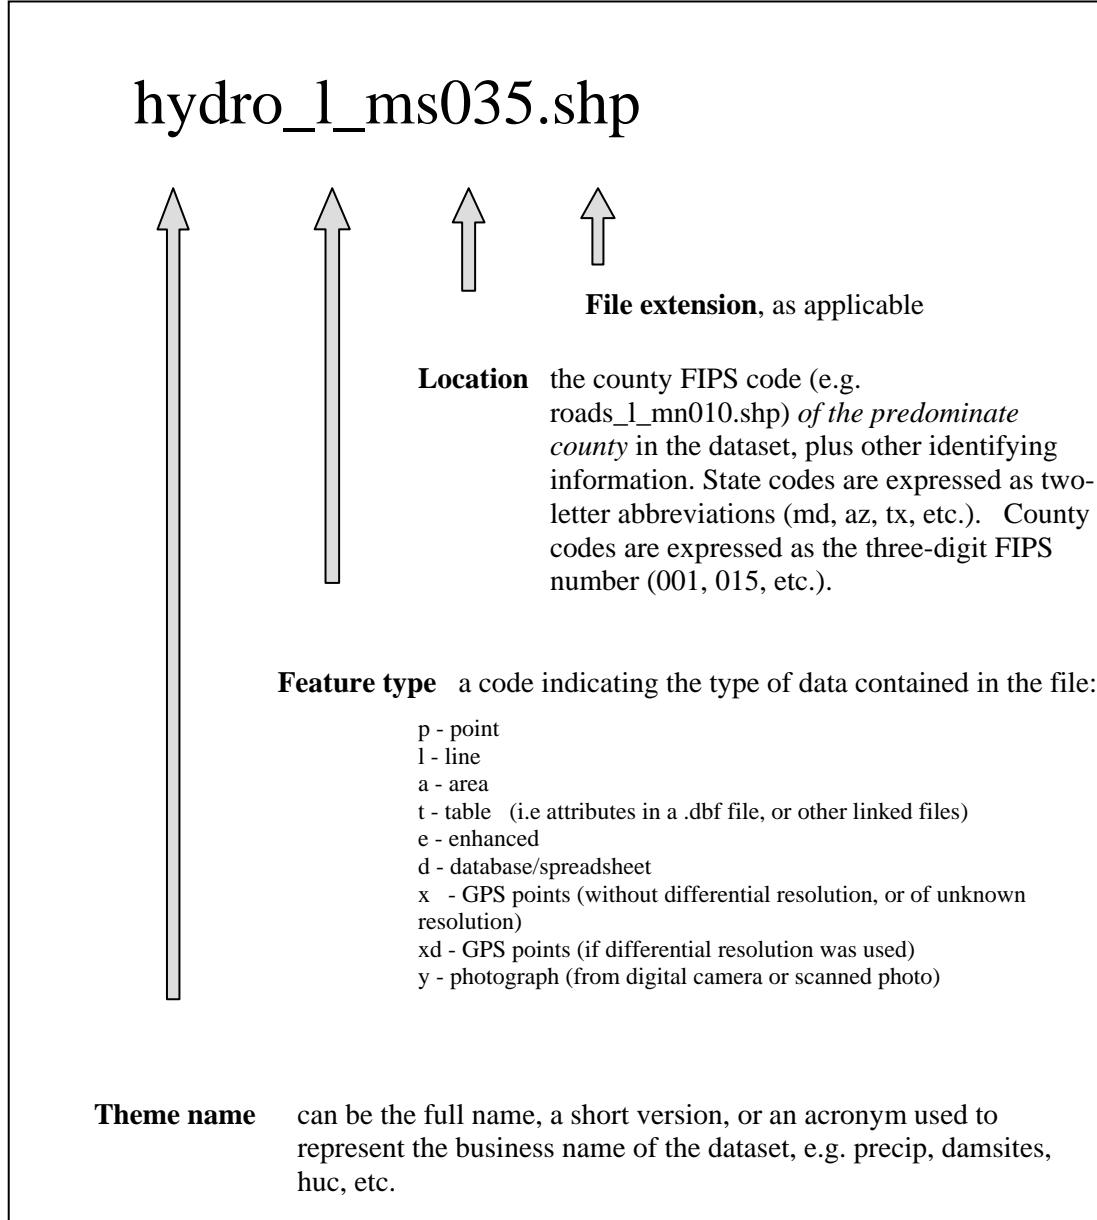 hydro_l_ms035.shp
File extension, as applicable
Location the county FIPS code (e.g.
roads_l_mn010.shp) of the predominate
county in the dataset, plus other identifying
information. State codes are expressed as two-
letter abbreviations (md, az, tx, etc.). County
codes are expressed as the three-digit FIPS
number (001, 015, etc.).
Feature type a code indicating the type of data contained in the file:
p - point
l - line
a - area
t - table (i.e attributes in a .dbf file, or other linked files)
e - enhanced
d - database/spreadsheet
x - GPS points (without differential resolution, or of unknown
resolution)
xd - GPS points (if differential resolution was used)
y - photograph (from digital camera or scanned photo)
Theme name can be the full name, a short version, or an acronym used to
represent the business name of the dataset, e.g. precip, damsites,
huc, etc.